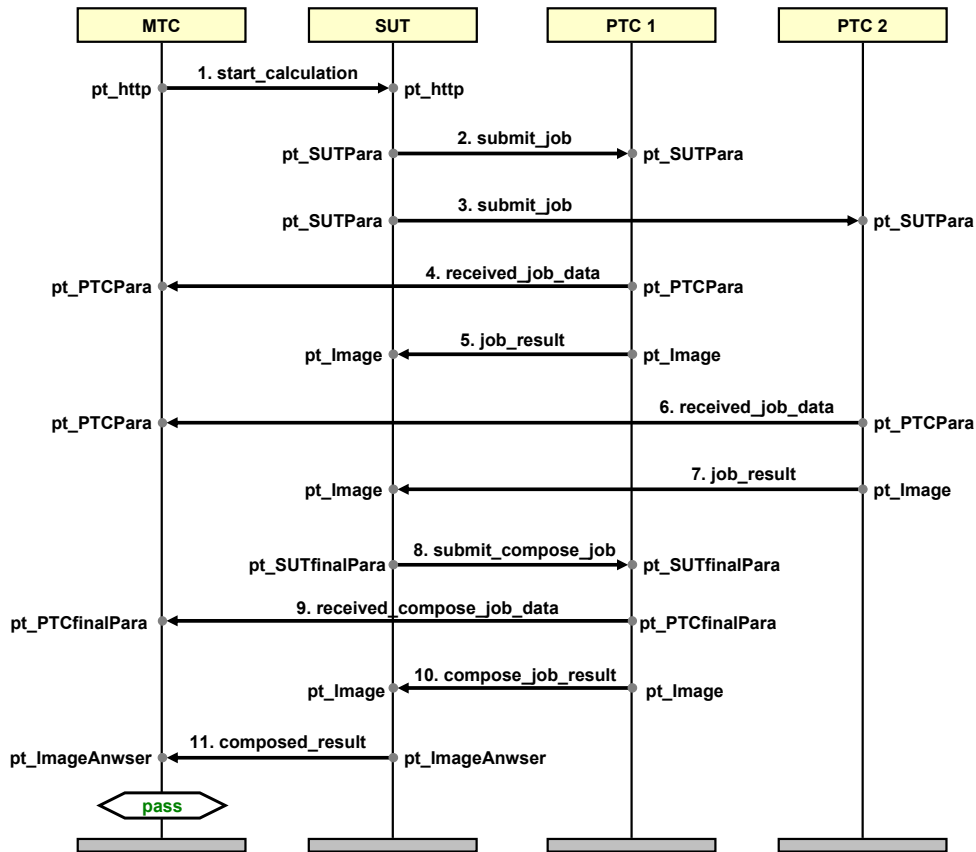 MTC SUT PTC 1 PTC 2
1. start_calculation
pt_http pt_http
2. submit_job
pt_SUTPara pt_SUTPara
3. submit_job
pt_SUTPara pt_SUTPara
4. received_job_data
pt_PTCPara pt_PTCPara
5. job_result
pt_Image pt_Image
6. received_job_data
pt_PTCPara pt_PTCPara
7. job_result
pt_Image pt_Image
8. submit_compose_job
pt_SUTfinalPara pt_SUTfinalPara
9. received_compose_job_data
pt_PTCfinalPara pt_PTCfinalPara
10. compose_job_result
pt_Image pt_Image
11. composed_result
pt_ImageAnwser pt_ImageAnwser
pass